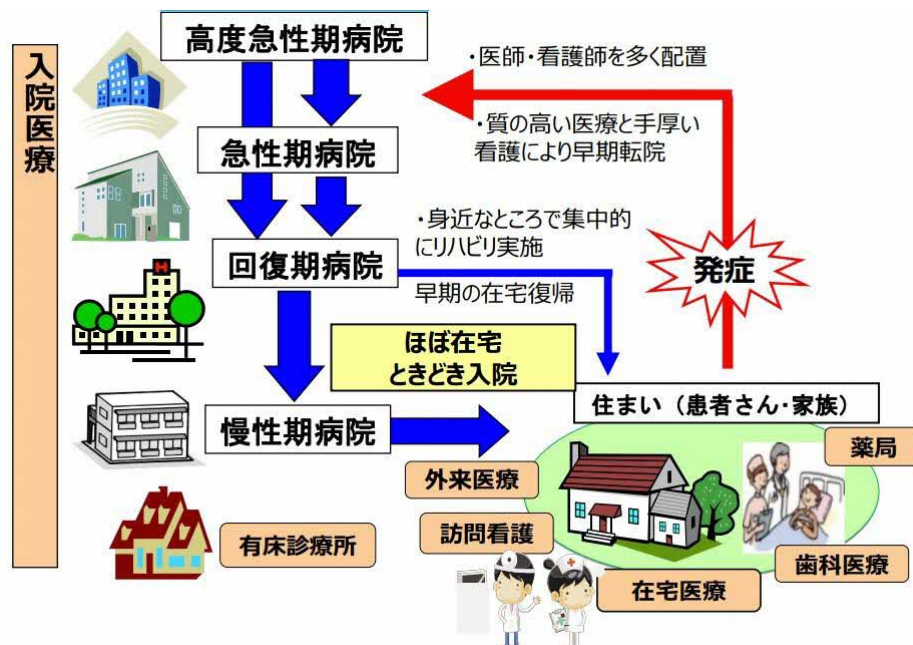 入院医療
高度急性期病院
・医師・看護師を多く配置
・質の高い医療と手厚い
看護により早期転院
急性期病院
・身近なところで集中的
にリハビリ実施
回復期病院
早期の在宅復帰
発症
ほぼ在宅
ときどき入院
住まい（患者さん・家族）
慢性期病院
薬局
外来医療
訪問看護
有床診療所
歯科医療
在宅医療
H